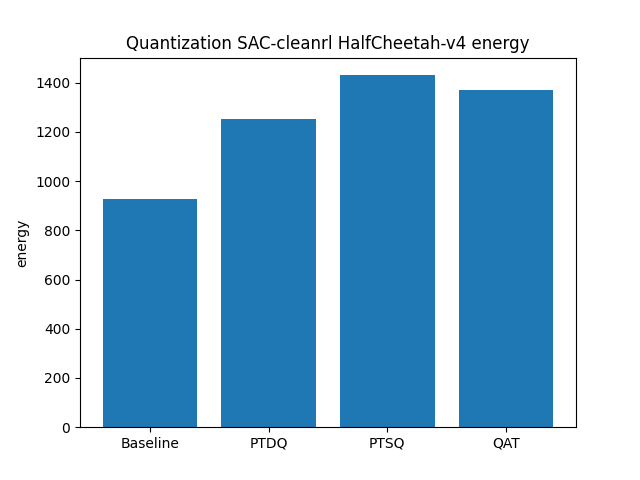 Quantization SAC-cleanrl HalfCheetah-v4 energy
1400
1200
1000
800
600
400
200
0
energy
Baseline PTDQ PTSQ QAT